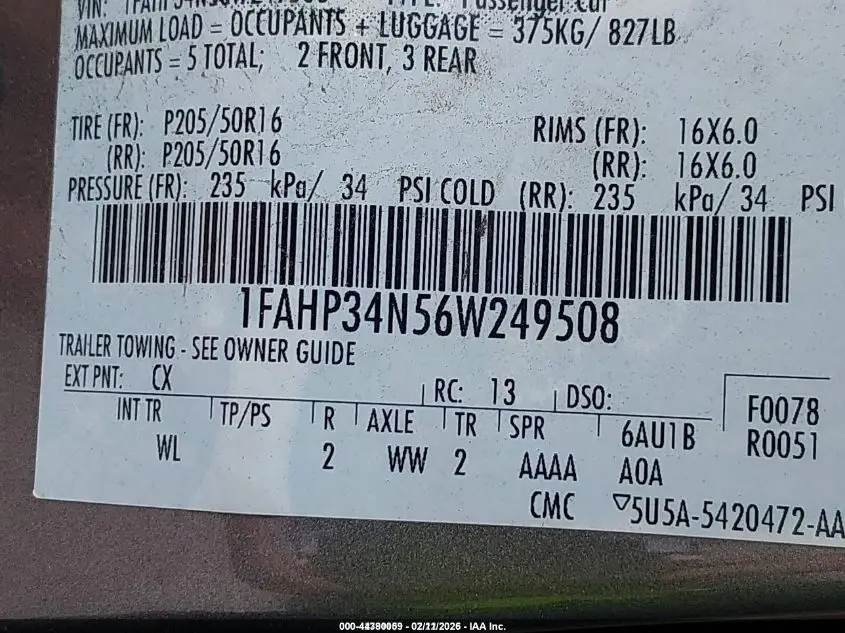 MAXIMUM LOAD = OCCUPANTS + LUGGAGE = 375KG/ 827LB
OCCUPANTS = 5 TOTAL; 2 FRONT, 3 REAR
TIRE (FR): P205/50R16 RIMS (FR): 16X6.0
(RR): P205/50R16 (RR): 16X6.0
PRESSURE (FR): 235 kPa/ 34 PSI COLD (RR): 235 kPa/ 34 PSI
1FAHP34N56W249508
TRAILER TOWING - SEE OWNER GUIDE
EXT PNT: CX RC: 13 DSO:
F0078
INT TR TP/PS R AXLE TR SPR 6AU1B R0051
WL 2 WW 2 AAAA A0A
CMC ▽5U5A-5420472-AA
02/11/2026 - IAA Inc.